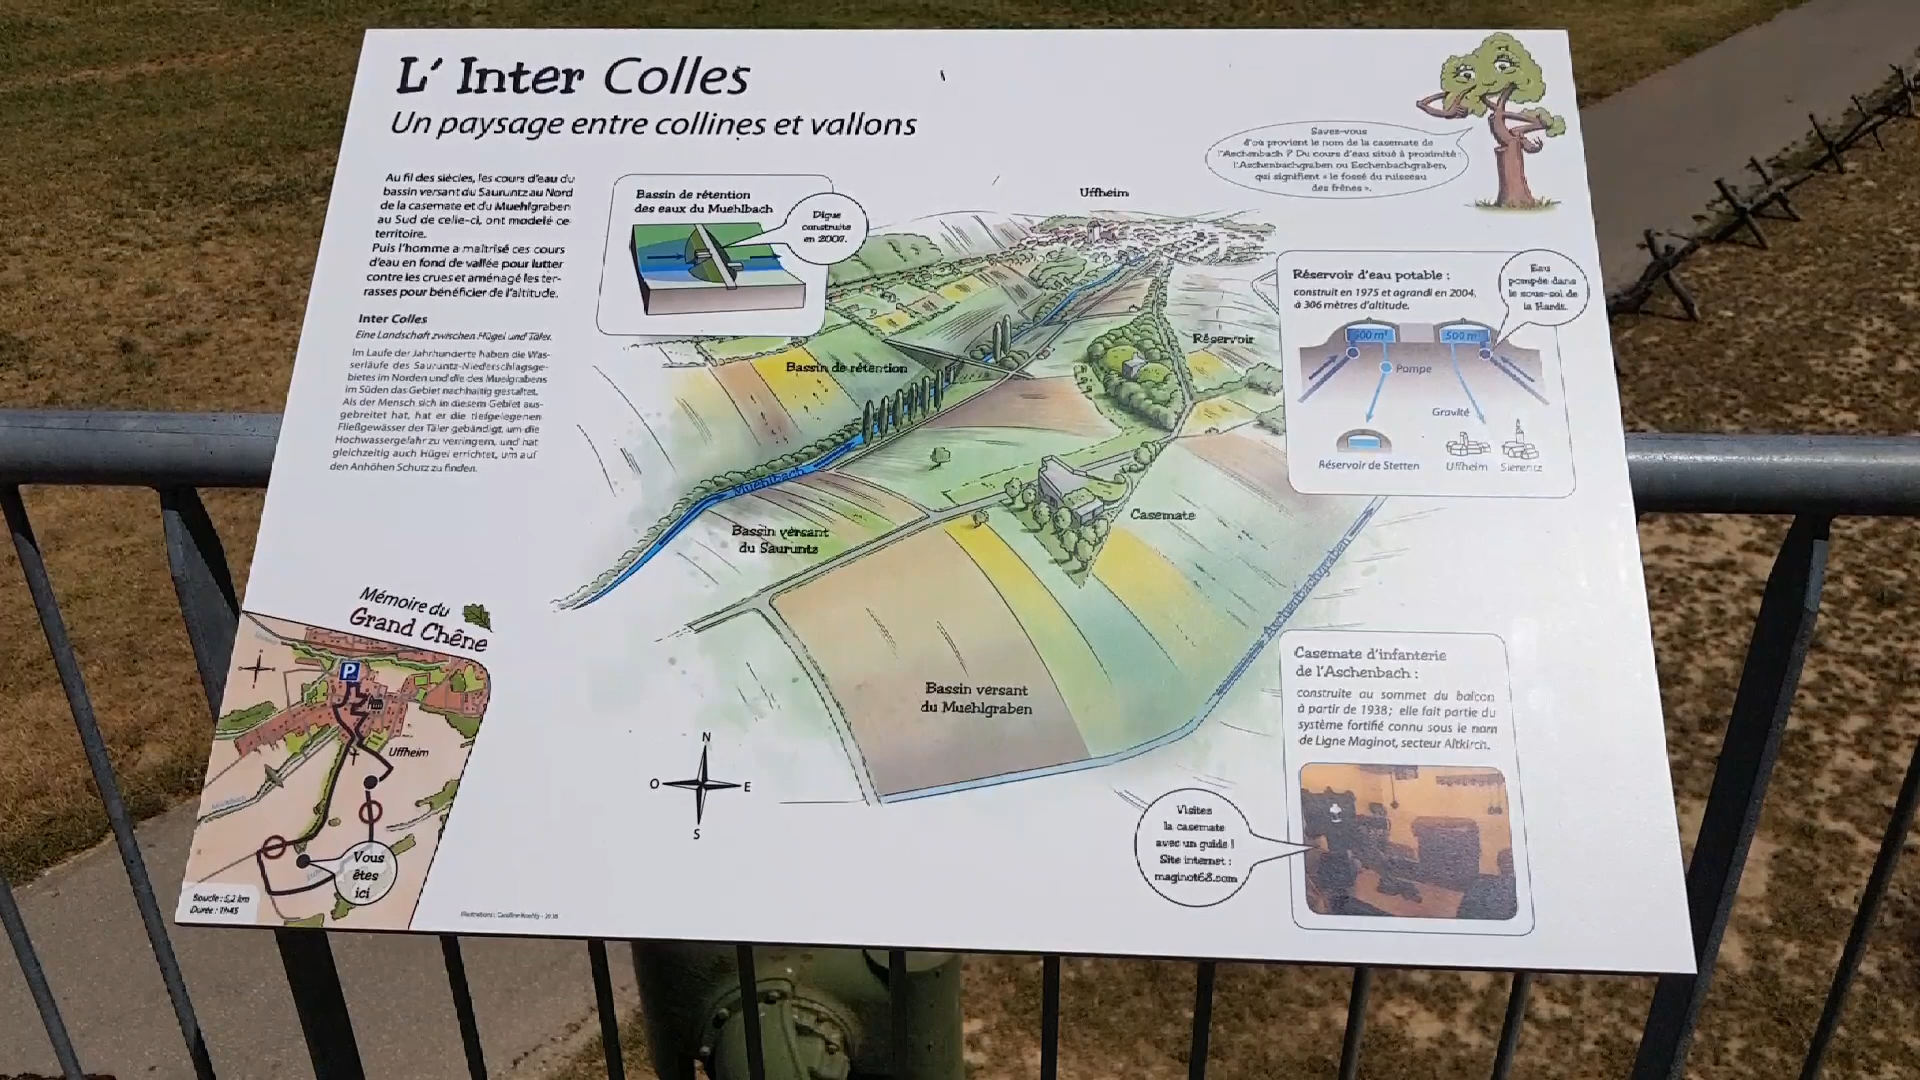 L' Inter Colles
Un paysage entre collines et vallons
Au fil des siècles, les cours d'eau du
bassin versant du Sauruntz au Nord
de la casemate et du Muehlgraben
au Sud de celle-ci, ont modelé ce
territoire.
Puis l'homme a maîtrisé ces cours
d'eau en fond de vallée pour lutter
contre les crues et aménagé les ter-
rasses pour bénéficier de l'altitude.
Inter Colles
Eine Landschaft zwischen Hügel und Täler.
Im Laufe der Jahrhunderte haben die Was-
serläufe des Sauruntz-Niederschlagsge-
bietes im Norden und die des Muelgrabens
im Süden das Gebiet nachhaltig gestaltet.
Als der Mensch sich in diesem Gebiet aus-
gebreitet hat, hat er die tiefgelegenen
Fließgewässer der Täler gebändigt, um die
Hochwassergefahr zu verringern, und hat
gleichzeitig auch Hügel errichtet, um auf
den Anhöhen Schutz zu finden.
Bassin de rétention
des eaux du Muehlbach
Digue
construite
en 2007.
Uffheim
Savez-vous
d'où provient le nom de la casemate de
l'Aschenbach ? Du cours d'eau situé à proximité :
l'Aschenbachgraben ou Eschenbachgraben,
qui signifient « le fossé du ruisseau
des frênes ».
Réservoir d'eau potable :
construit en 1975 et agrandi en 2004,
à 306 mètres d'altitude.
Eau
pompée dans
le sous-sol de
la Hardt.
500 m³
500 m³
Pompe
Gravité
Réservoir de Stetten
Uffheim
Sierentz
Réservoir
Bassin de rétention
Muehlbach
Bassin versant
du Sauruntz
Casemate
Aschenbachgraben
Bassin versant
du Muehlgraben
N
O
E
S
Casemate d'infanterie
de l'Aschenbach :
construite au sommet du balcon
à partir de 1938; elle fait partie du
système fortifié connu sous le nom
de Ligne Maginot, secteur Altkirch.
Visites
la casemate
avec un guide !
Site internet :
maginot68.com
Mémoire du
Grand Chêne
P
Uffheim
Vous
êtes
ici
Boucle : 5,2 km
Durée : 1h45